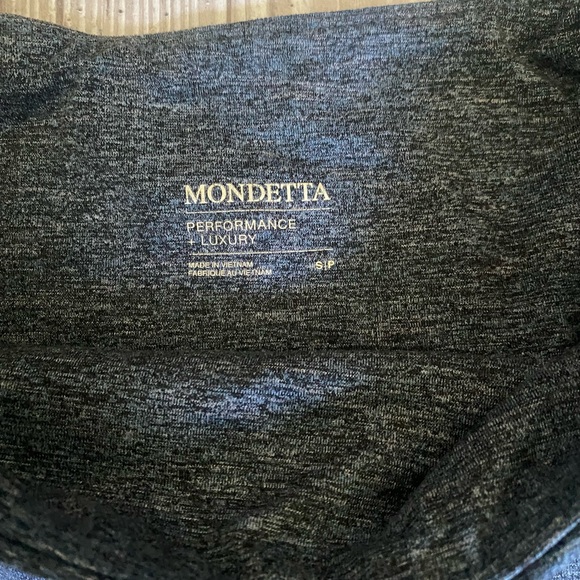 MONDETTA
PERFORMANCE
+ LUXURY
MADE IN VIETNAM
FABRIQUÉ AU VIETNAM
S|P